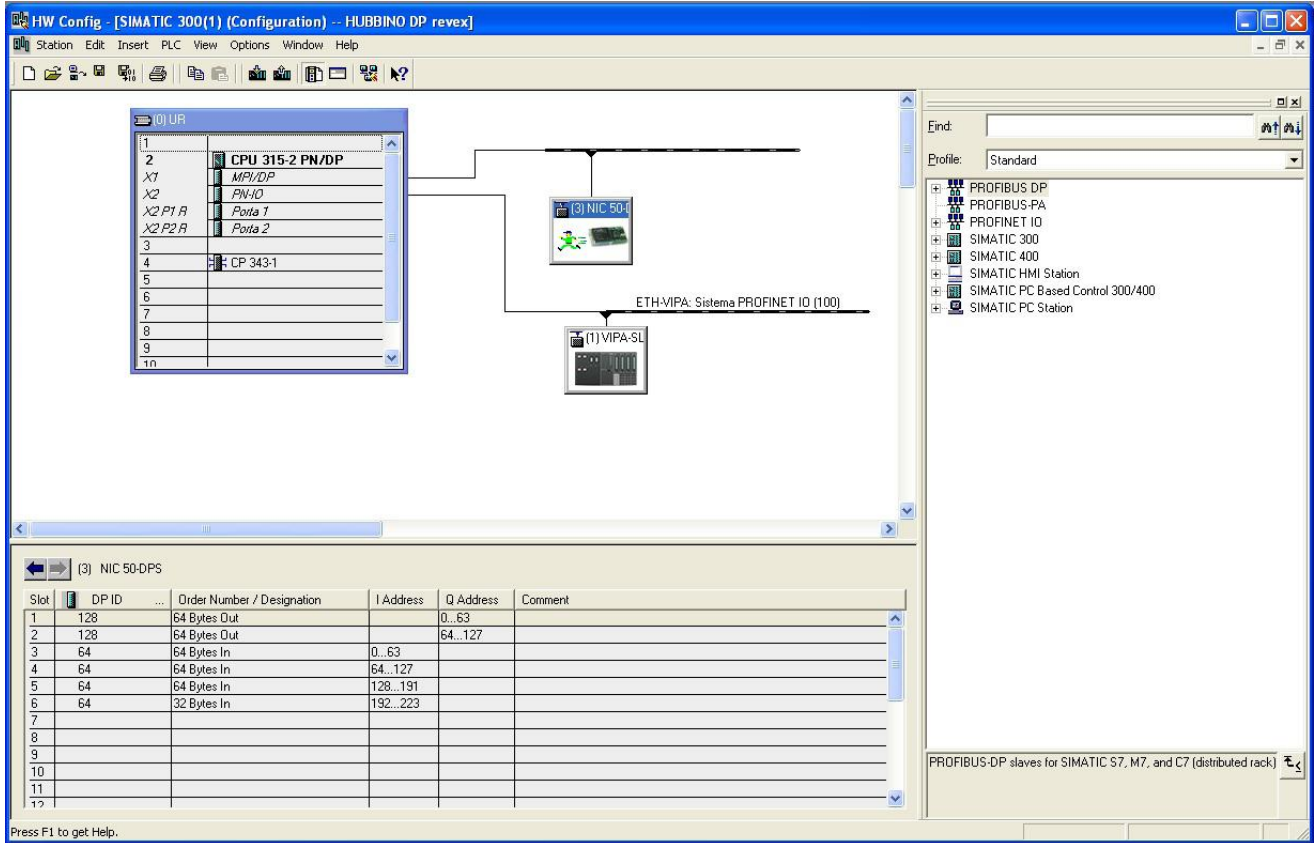 HW Config - [SIMATIC 300(1) (Configuration) -- HUBBINO DP revex]
Station Edit Insert PLC View Options Window Help
(0) UR
1
2 CPU 315-2 PN/DP
X1 MPI/DP
X2 PN-IO
X2 P1 R Porta 1
X2 P2 R Porta 2
3
4 CP 343-1
5
6
7
8
9
10
(3) NIC 50-D
ETH-VIPA: Sistema PROFINET IO (100)
(1) VIPA-SL
Find:
Profile: Standard
PROFIBUS DP
PROFIBUS-PA
PROFINET IO
SIMATIC 300
SIMATIC 400
SIMATIC HMI Station
SIMATIC PC Based Control 300/400
SIMATIC PC Station
PROFIBUS-DP slaves for SIMATIC S7, M7, and C7 (distributed rack)
(3) NIC 50-DPS
Slot DP ID ... Order Number / Designation I Address Q Address Comment
1 128 64 Bytes Out 0...63
2 128 64 Bytes Out 64...127
3 64 64 Bytes In 0...63
4 64 64 Bytes In 64...127
5 64 64 Bytes In 128...191
6 64 32 Bytes In 192...223
7
8
9
10
11
12
Press F1 to get Help.